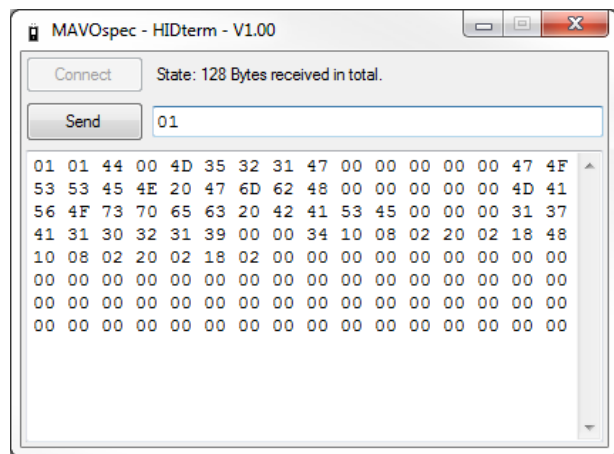 MAVOspec - HIDterm - V1.00
Connect State: 128 Bytes received in total.
Send 01
01 01 44 00 4D 35 32 31 47 00 00 00 00 00 47 4F
53 53 45 4E 20 47 6D 62 48 00 00 00 00 00 4D 41
56 4F 73 70 65 63 20 42 41 53 45 00 00 00 31 37
41 31 30 32 31 39 00 00 34 10 08 02 20 02 18 48
10 08 02 20 02 18 02 00 00 00 00 00 00 00 00 00
00 00 00 00 00 00 00 00 00 00 00 00 00 00 00 00
00 00 00 00 00 00 00 00 00 00 00 00 00 00 00 00
00 00 00 00 00 00 00 00 00 00 00 00 00 00 00 00